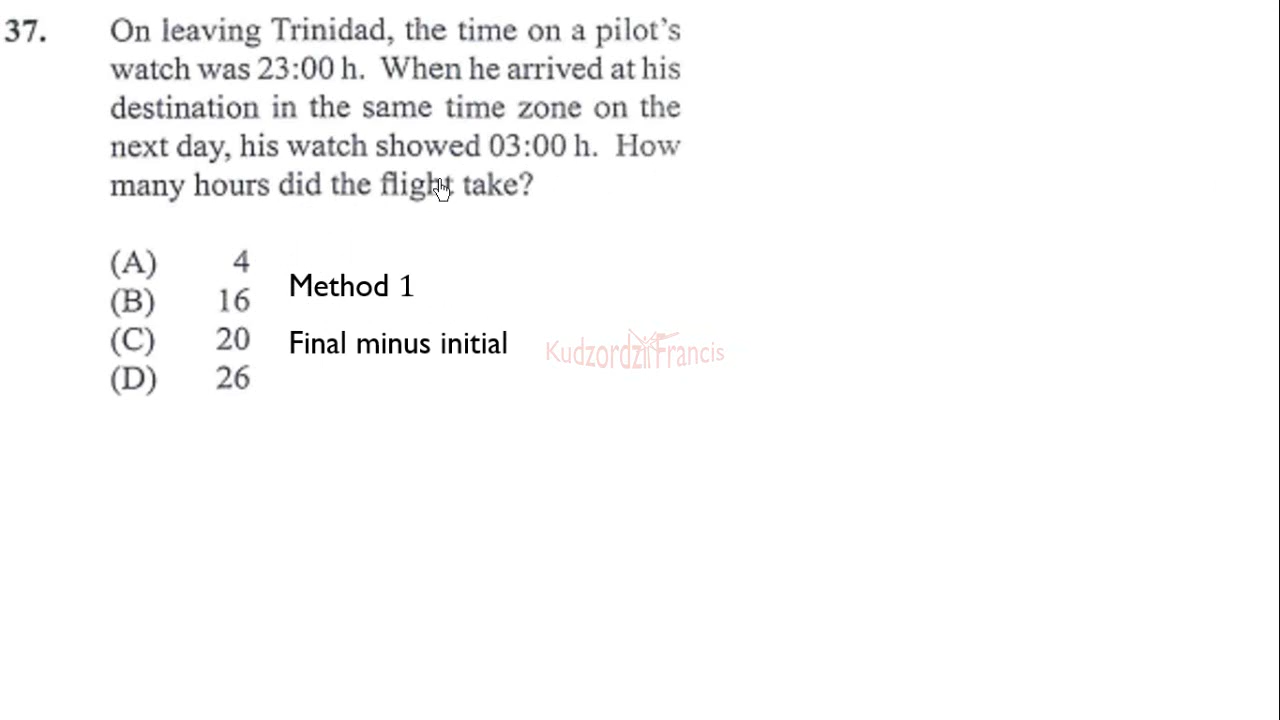 37. On leaving Trinidad, the time on a pilot's
watch was 23:00 h. When he arrived at his
destination in the same time zone on the
next day, his watch showed 03:00 h. How
many hours did the flight take?
(A) 4
(B) 16
(C) 20
(D) 26
Method 1
Final minus initial
Kudzordzi Francis